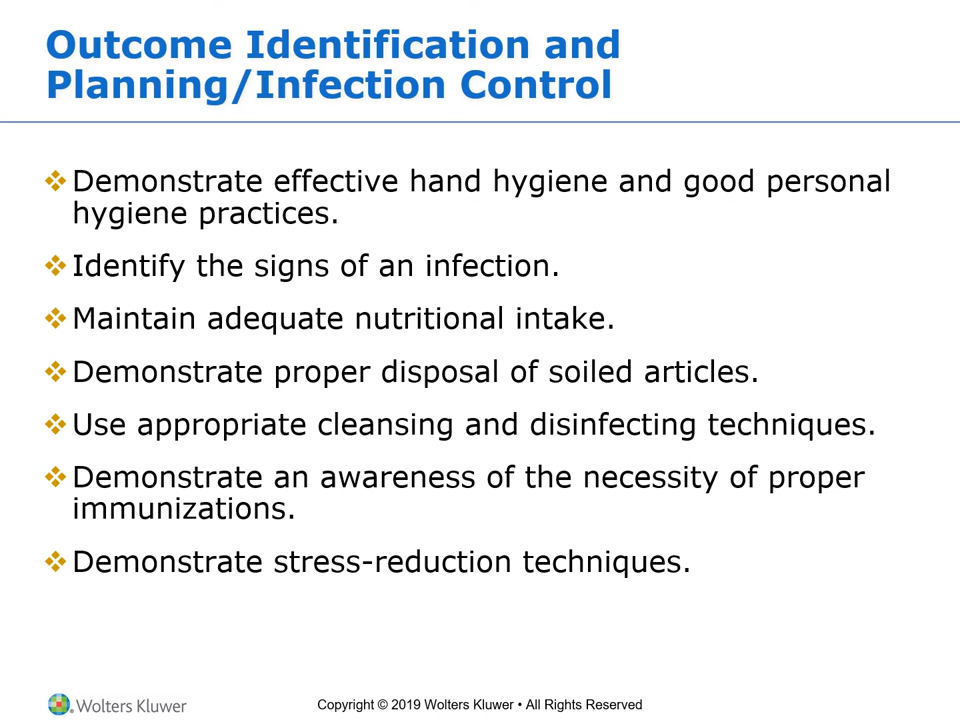 Outcome Identification and
Planning/Infection Control
❖Demonstrate effective hand hygiene and good personal
hygiene practices.
❖Identify the signs of an infection.
❖Maintain adequate nutritional intake.
❖Demonstrate proper disposal of soiled articles.
❖Use appropriate cleansing and disinfecting techniques.
❖Demonstrate an awareness of the necessity of proper
immunizations.
❖Demonstrate stress-reduction techniques.
Wolters Kluwer
Copyright © 2019 Wolters Kluwer • All Rights Reserved